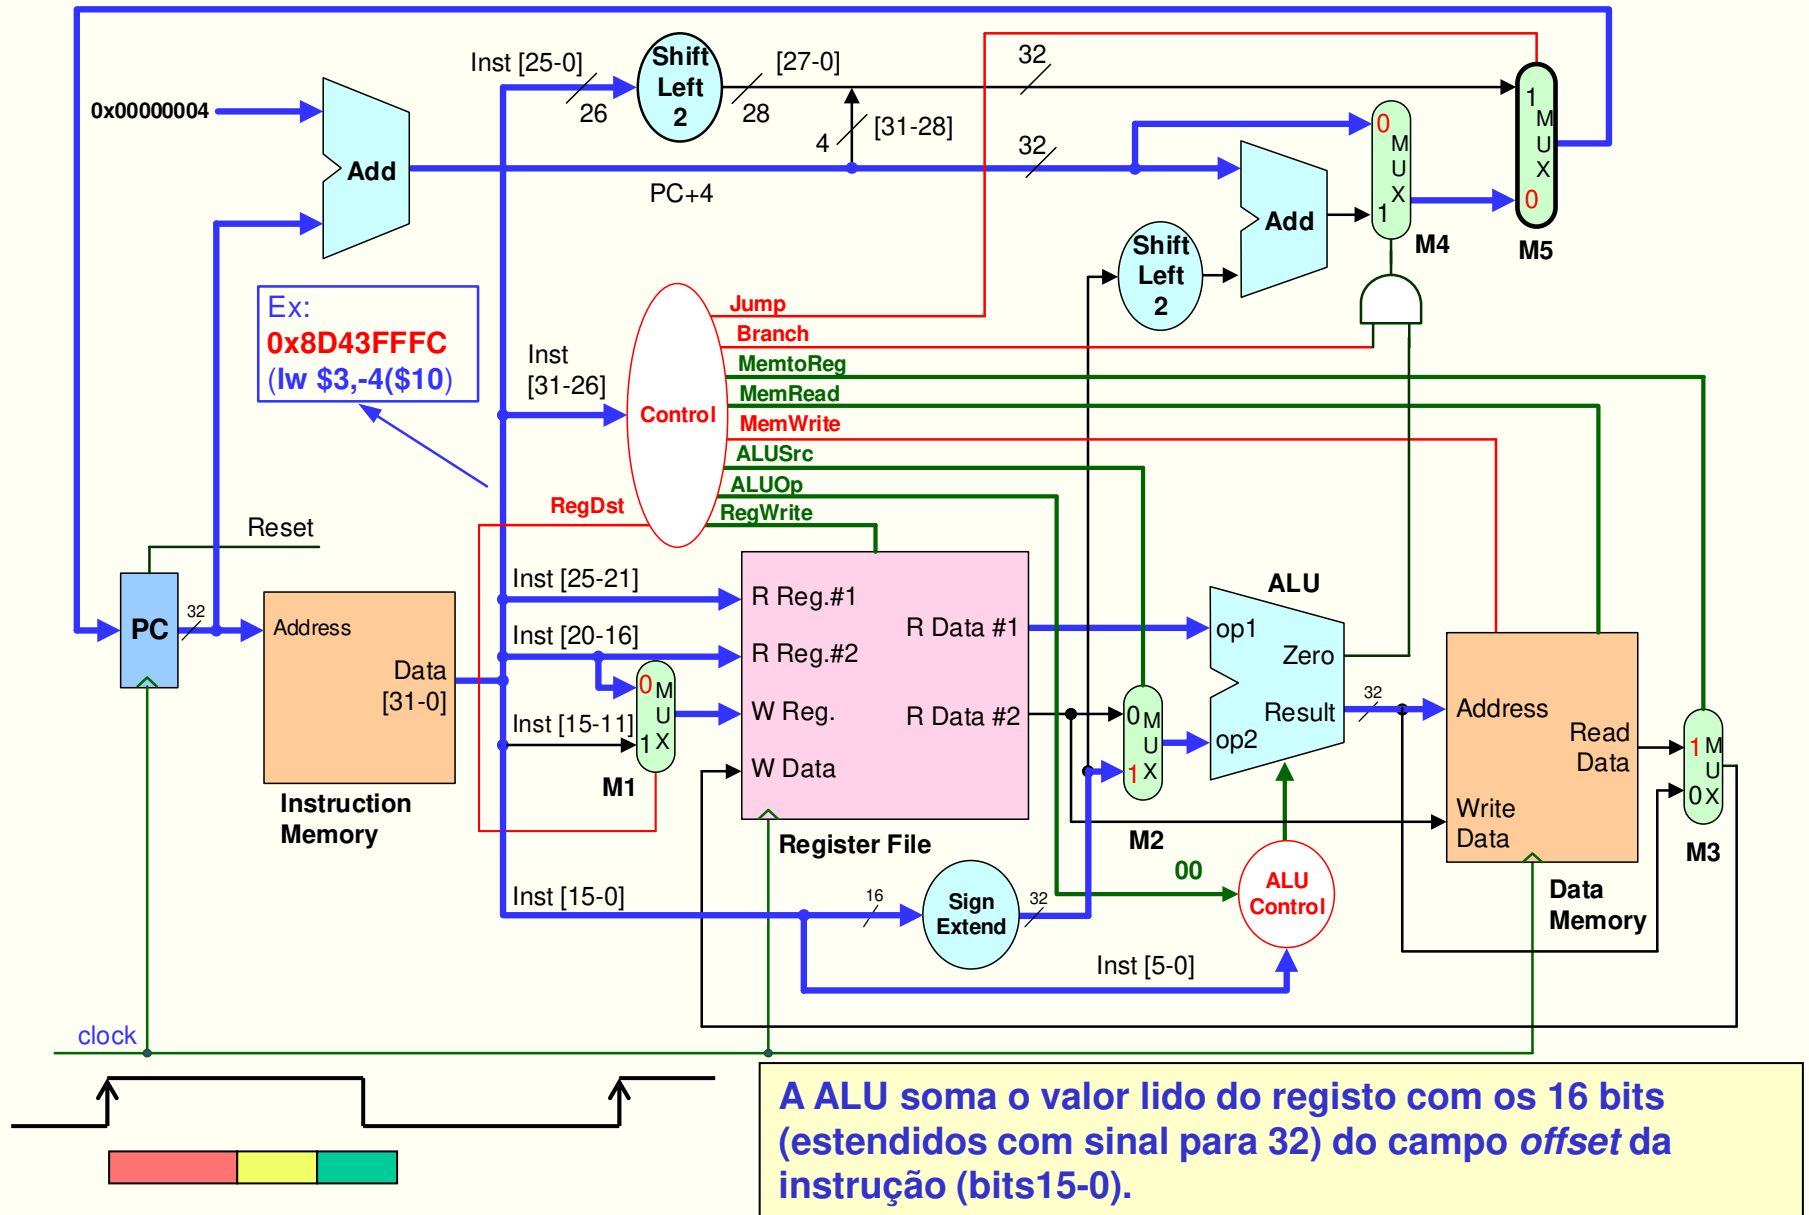 Inst [25-0]
26
Shift
Left
2
[27-0]
28
4
[31-28]
32
32
0x00000004
Add
PC+4
0
M
U
X
1
M4
1
M
U
X
0
M5
Add
Shift
Left
2
Ex:
0x8D43FFFC
(lw $3,-4($10)
Inst
[31-26]
Control
Jump
Branch
MemtoReg
MemRead
MemWrite
ALUSrc
ALUOp
RegWrite
RegDst
Reset
PC
32
Address
Data
[31-0]
Instruction
Memory
Inst [25-21]
Inst [20-16]
Inst [15-11]
0
M
U
1 X
M1
R Reg.#1
R Reg.#2
W Reg.
W Data
R Data #1
R Data #2
Register File
0 M
U
1 X
M2
ALU
op1
Zero
Result
op2
32
Address
Read
Data
Write
Data
Data
Memory
1 M
U
0 X
M3
Inst [15-0]
16
Sign
Extend
32
00
ALU
Control
Inst [5-0]
clock
A ALU soma o valor lido do registo com os 16 bits
(estendidos com sinal para 32) do campo offset da
instrução (bits15-0).